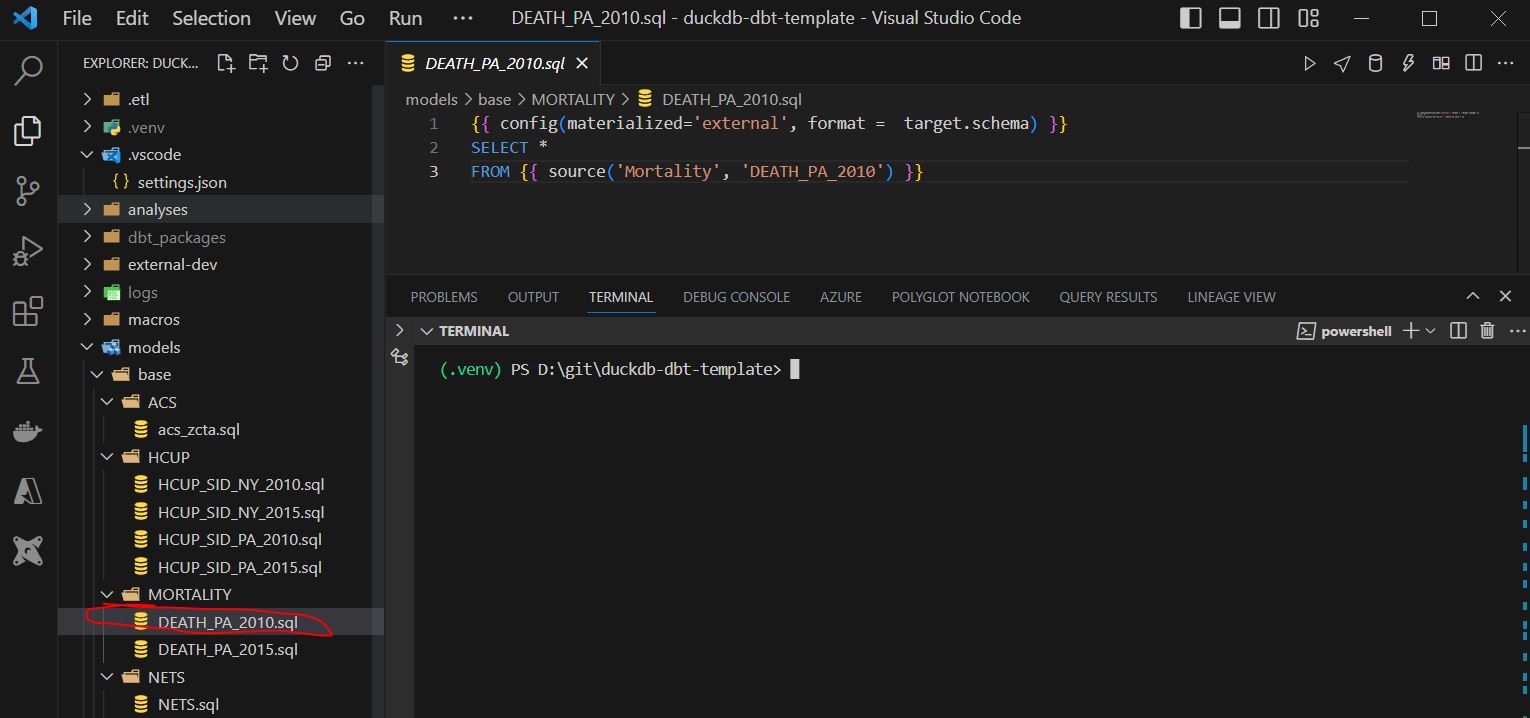 File Edit Selection View Go Run ··· DEATH_PA_2010.sql - duckdb-dbt-template - Visual Studio Code
EXPLORER: DUCK...
.etl
.venv
.vscode
{} settings.json
analyses
dbt_packages
external-dev
logs
macros
models
base
ACS
acs_zcta.sql
HCUP
HCUP_SID_NY_2010.sql
HCUP_SID_NY_2015.sql
HCUP_SID_PA_2010.sql
HCUP_SID_PA_2015.sql
MORTALITY
DEATH_PA_2010.sql
DEATH_PA_2015.sql
NETS
NETS.sql
DEATH_PA_2010.sql
models > base > MORTALITY > DEATH_PA_2010.sql
1 {{ config(materialized='external', format =  target.schema) }}
2 SELECT *
3 FROM {{ source('Mortality', 'DEATH_PA_2010') }}
PROBLEMS OUTPUT TERMINAL DEBUG CONSOLE AZURE POLYGLOT NOTEBOOK QUERY RESULTS LINEAGE VIEW
TERMINAL powershell
(.venv) PS D:\git\duckdb-dbt-template>